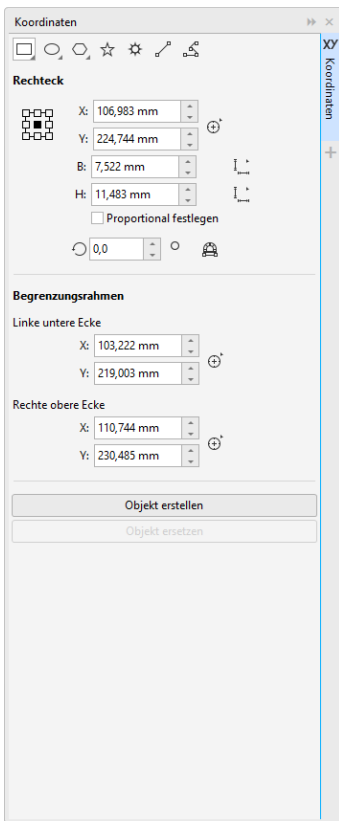 Koordinaten
XY Koordinaten
Rechteck
X: 106,983 mm
Y: 224,744 mm
B: 7,522 mm
H: 11,483 mm
Proportional festlegen
0,0
Begrenzungsrahmen
Linke untere Ecke
X: 103,222 mm
Y: 219,003 mm
Rechte obere Ecke
X: 110,744 mm
Y: 230,485 mm
Objekt erstellen
Objekt ersetzen